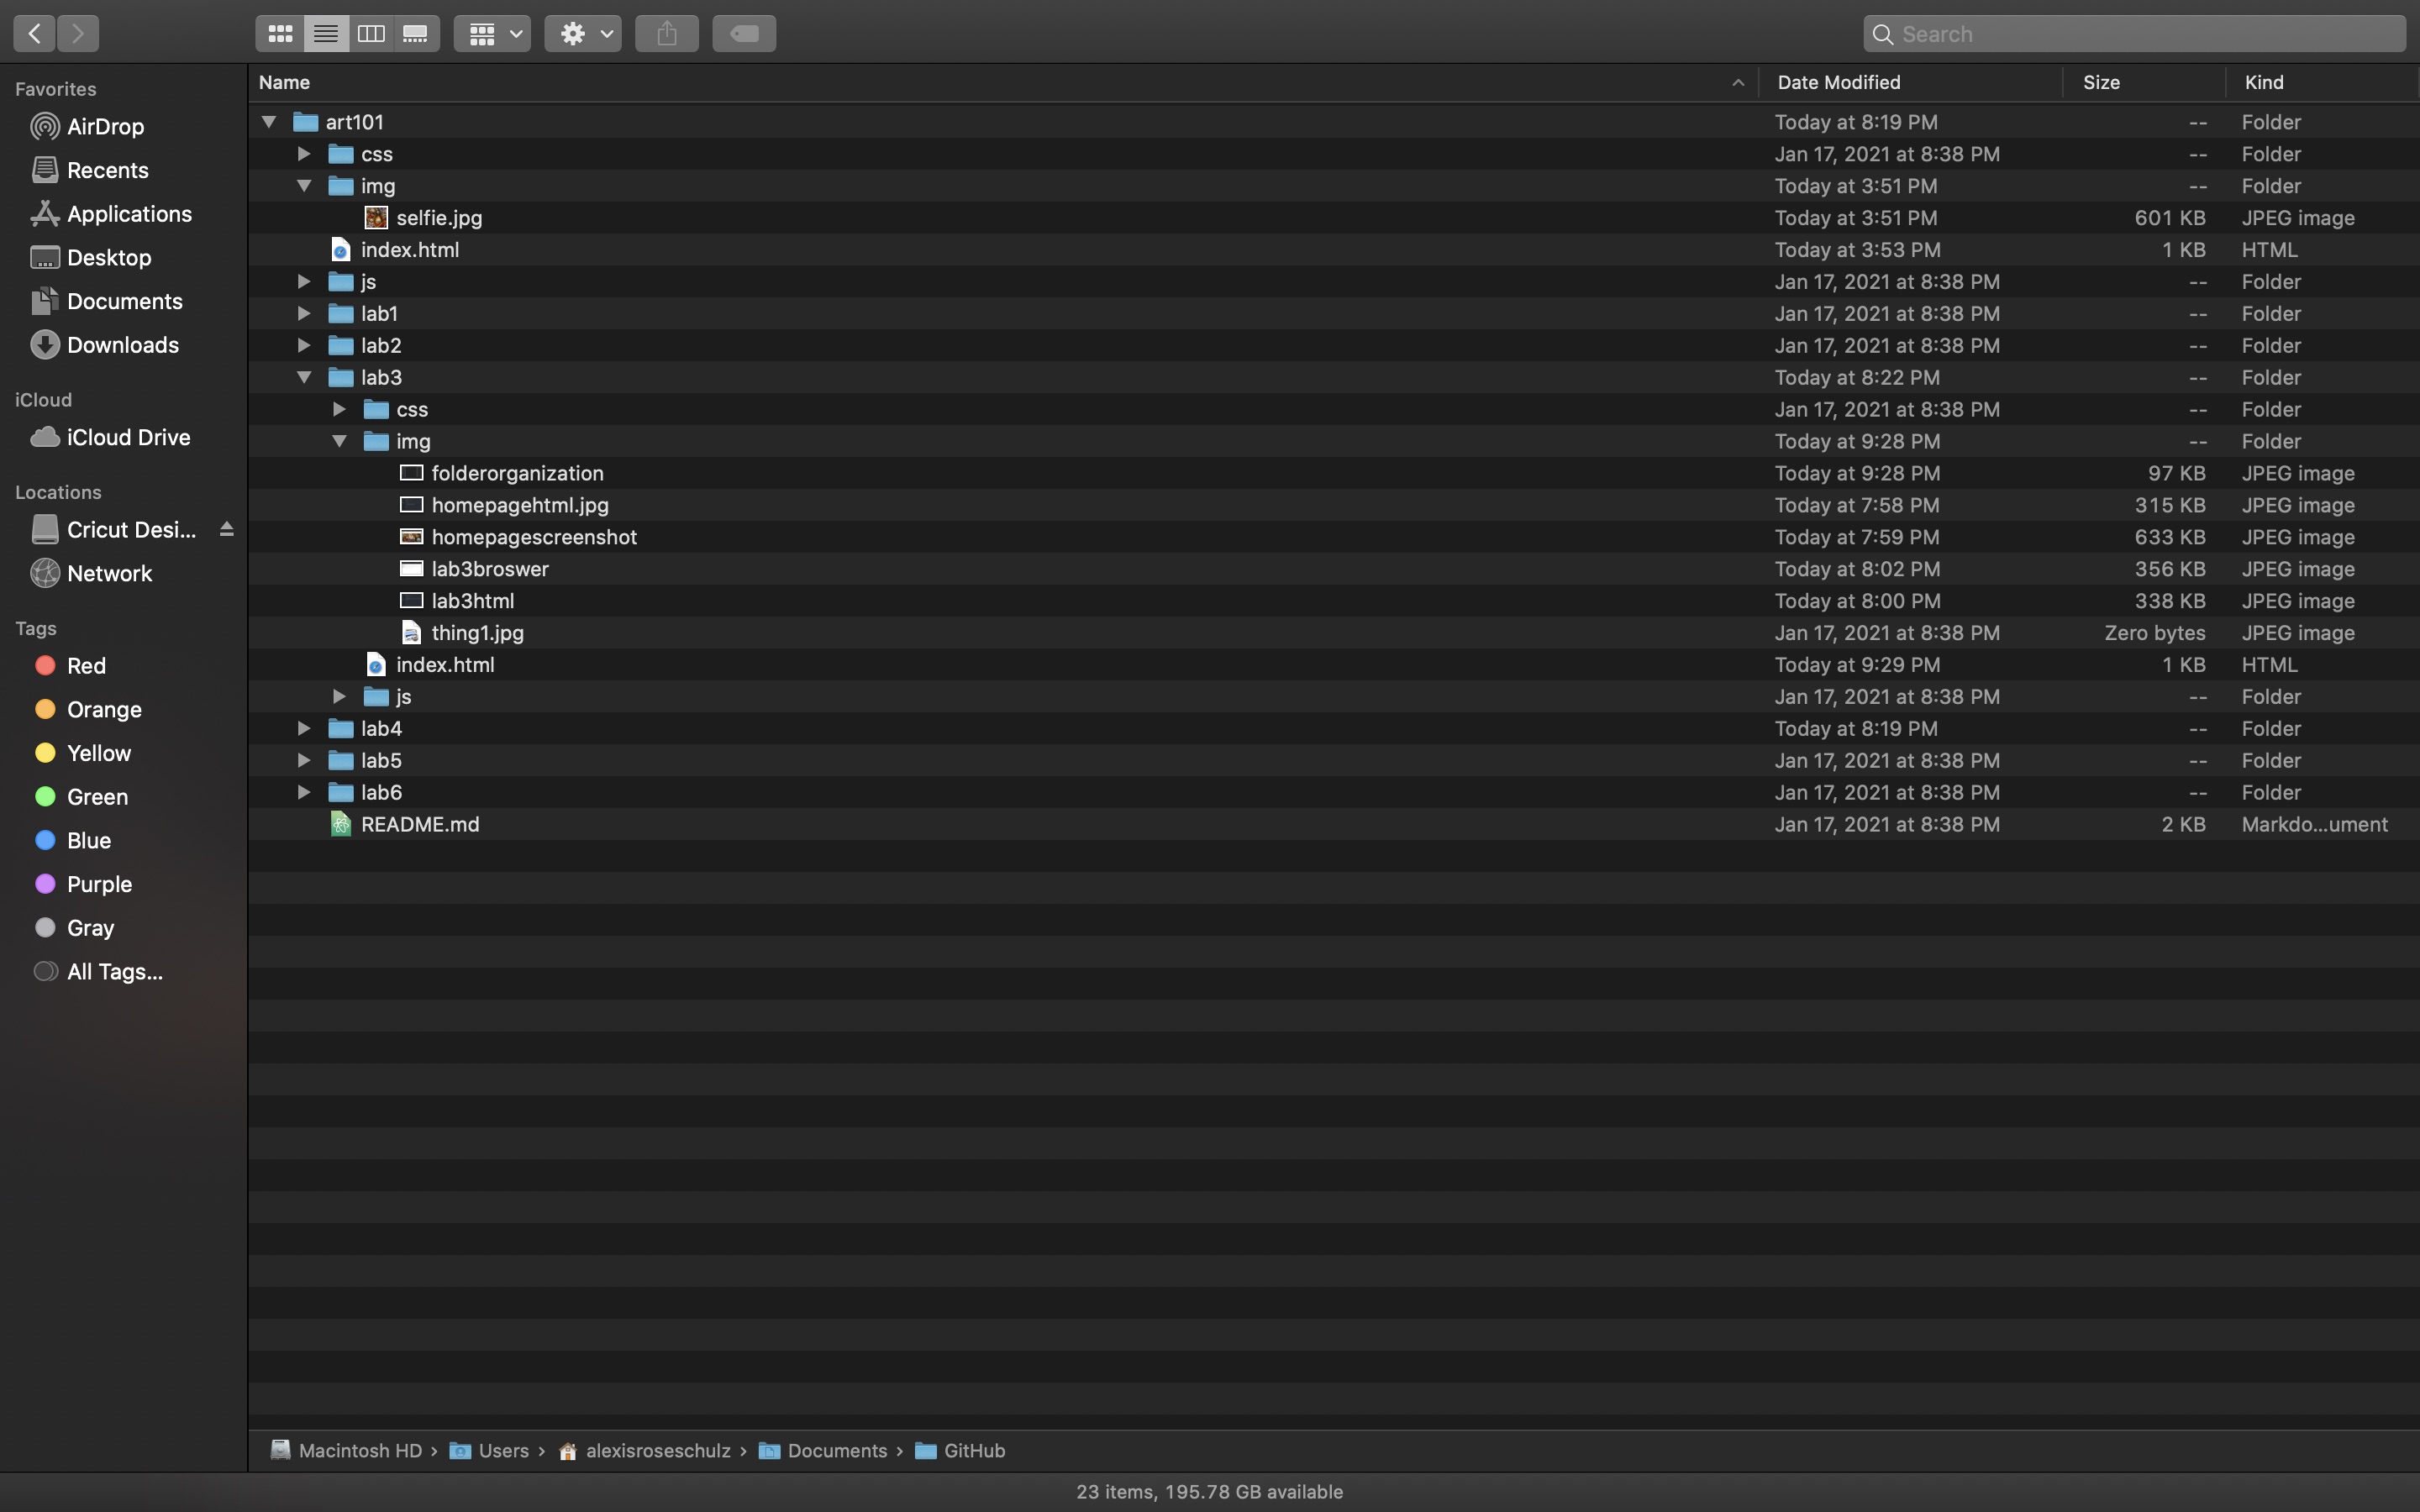 Search
Favorites
AirDrop
Recents
Applications
Desktop
Documents
Downloads
iCloud
iCloud Drive
Locations
Cricut Desi...
Network
Tags
Red
Orange
Yellow
Green
Blue
Purple
Gray
All Tags...
Name Date Modified Size Kind
art101 Today at 8:19 PM -- Folder
css Jan 17, 2021 at 8:38 PM -- Folder
img Today at 3:51 PM -- Folder
selfie.jpg Today at 3:51 PM 601 KB JPEG image
index.html Today at 3:53 PM 1 KB HTML
js Jan 17, 2021 at 8:38 PM -- Folder
lab1 Jan 17, 2021 at 8:38 PM -- Folder
lab2 Jan 17, 2021 at 8:38 PM -- Folder
lab3 Today at 8:22 PM -- Folder
css Jan 17, 2021 at 8:38 PM -- Folder
img Today at 9:28 PM -- Folder
folderorganization Today at 9:28 PM 97 KB JPEG image
homepagehtml.jpg Today at 7:58 PM 315 KB JPEG image
homepagescreenshot Today at 7:59 PM 633 KB JPEG image
lab3broswer Today at 8:02 PM 356 KB JPEG image
lab3html Today at 8:00 PM 338 KB JPEG image
thing1.jpg Jan 17, 2021 at 8:38 PM Zero bytes JPEG image
index.html Today at 9:29 PM 1 KB HTML
js Jan 17, 2021 at 8:38 PM -- Folder
lab4 Today at 8:19 PM -- Folder
lab5 Jan 17, 2021 at 8:38 PM -- Folder
lab6 Jan 17, 2021 at 8:38 PM -- Folder
README.md Jan 17, 2021 at 8:38 PM 2 KB Markdo...ument
Macintosh HD › Users › alexisroseschulz › Documents › GitHub
23 items, 195.78 GB available